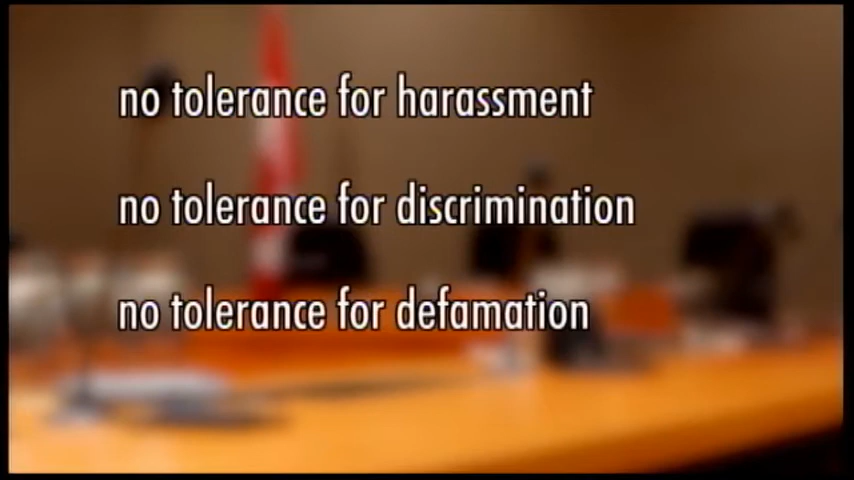 no tolerance for harassment
no tolerance for discrimination
no tolerance for defamation